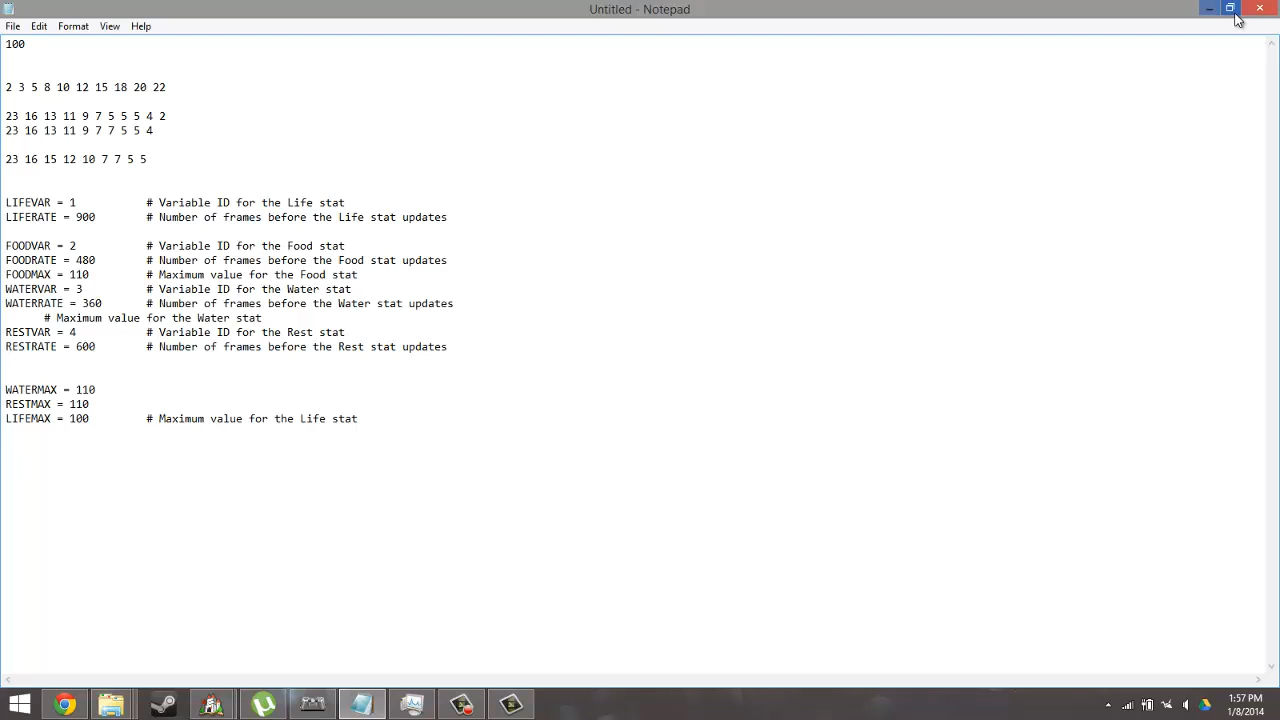 Untitled - Notepad
File Edit Format View Help
100
2 3 5 8 10 12 15 18 20 22
23 16 13 11 9 7 5 5 5 4 2
23 16 13 11 9 7 7 5 5 4
23 16 15 12 10 7 7 5 5
LIFEVAR = 1 # Variable ID for the Life stat
LIFERATE = 900 # Number of frames before the Life stat updates
FOODVAR = 2 # Variable ID for the Food stat
FOODRATE = 480 # Number of frames before the Food stat updates
FOODMAX = 110 # Maximum value for the Food stat
WATERVAR = 3 # Variable ID for the Water stat
WATERRATE = 360 # Number of frames before the Water stat updates
# Maximum value for the Water stat
RESTVAR = 4 # Variable ID for the Rest stat
RESTRATE = 600 # Number of frames before the Rest stat updates
WATERMAX = 110
RESTMAX = 110
LIFEMAX = 100 # Maximum value for the Life stat
1:57 PM
1/8/2014